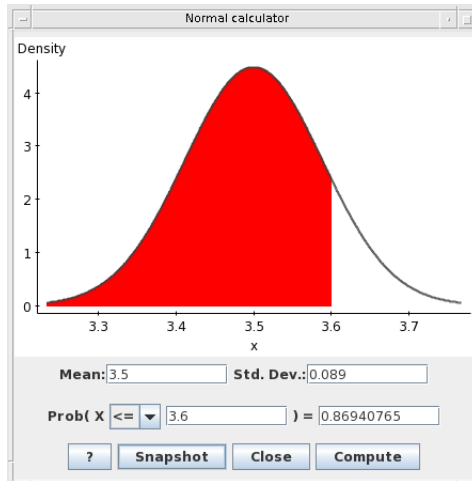 Normal calculator
Density
4
3
2
1
0
3.3 3.4 3.5 3.6 3.7
x
Mean: 3.5 Std. Dev.: 0.089
Prob( X <= 3.6 ) = 0.86940765
? Snapshot Close Compute